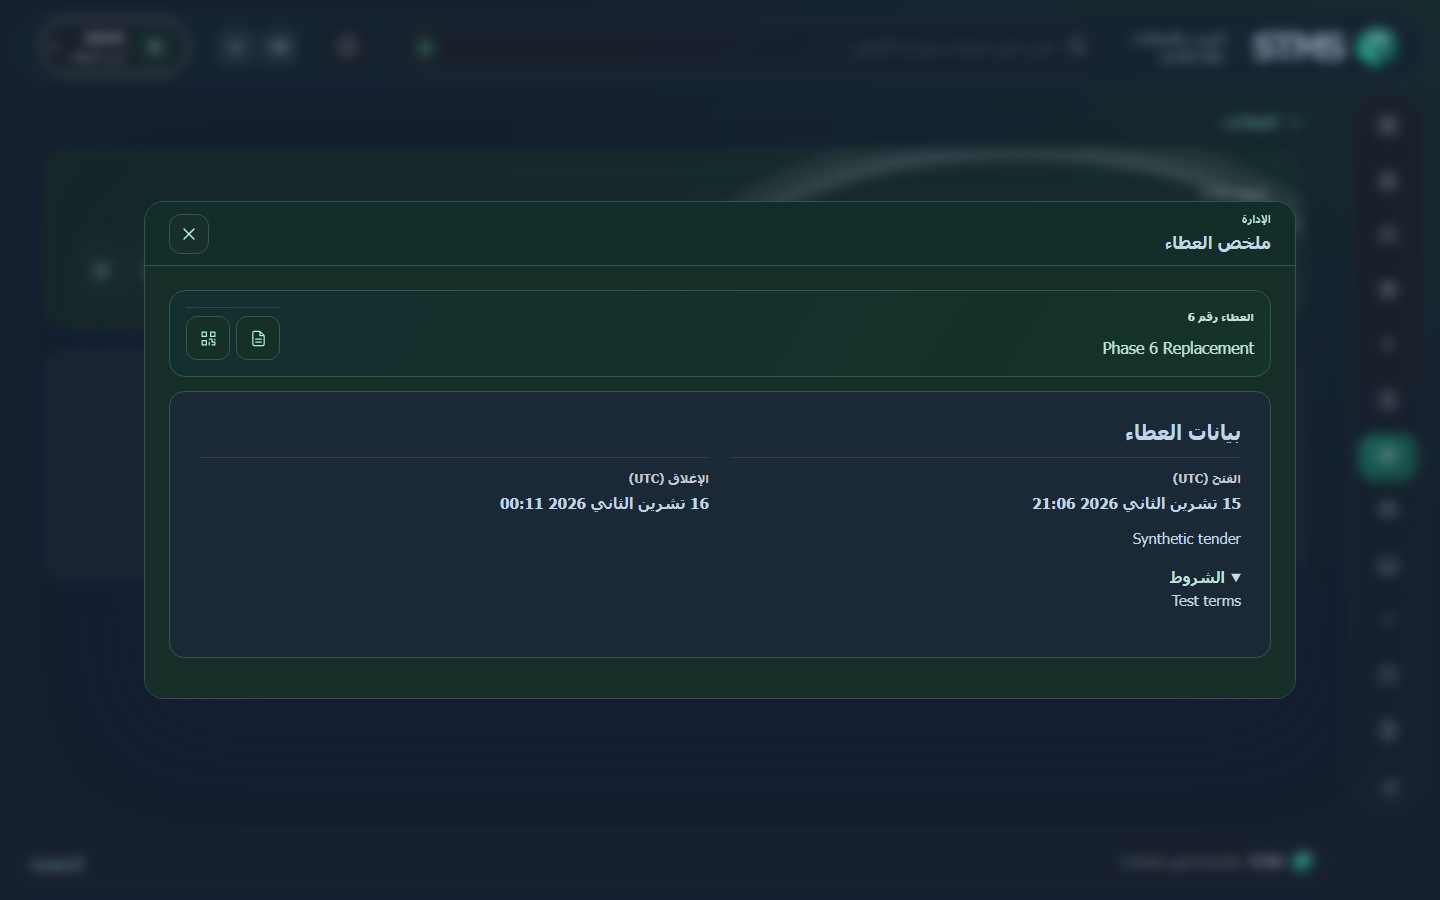 STMS
الإدارة
ملخص العطاء
العطاء رقم 6
Phase 6 Replacement
بيانات العطاء
الفتح (UTC)
15 تشرين الثاني 2026 21:06
الإغلاق (UTC)
16 تشرين الثاني 2026 00:11
Synthetic tender
▼ الشروط
Test terms